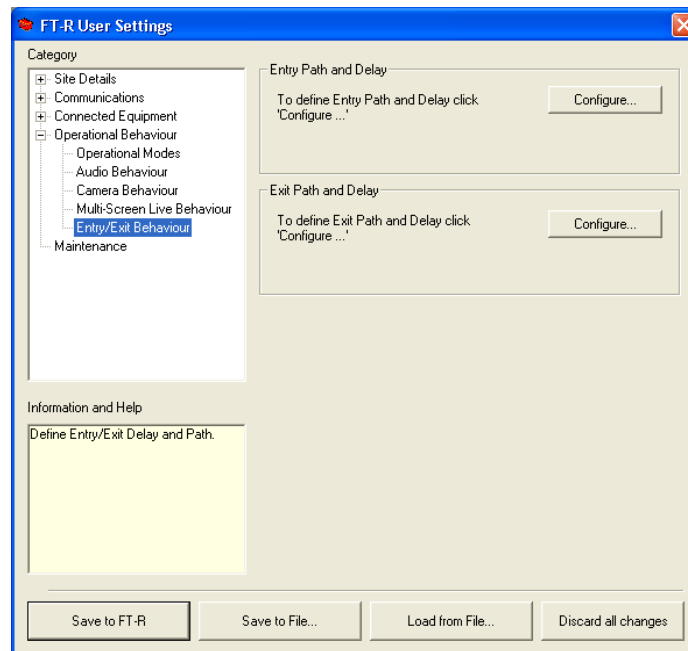 FT-R User Settings
Category
Site Details
Communications
Connected Equipment
Operational Behaviour
Operational Modes
Audio Behaviour
Camera Behaviour
Multi-Screen Live Behaviour
Entry/Exit Behaviour
Maintenance
Entry Path and Delay
To define Entry Path and Delay click
'Configure ...'
Configure...
Exit Path and Delay
To define Exit Path and Delay click
'Configure ...'
Configure...
Information and Help
Define Entry/Exit Delay and Path.
Save to FT-R
Save to File...
Load from File...
Discard all changes